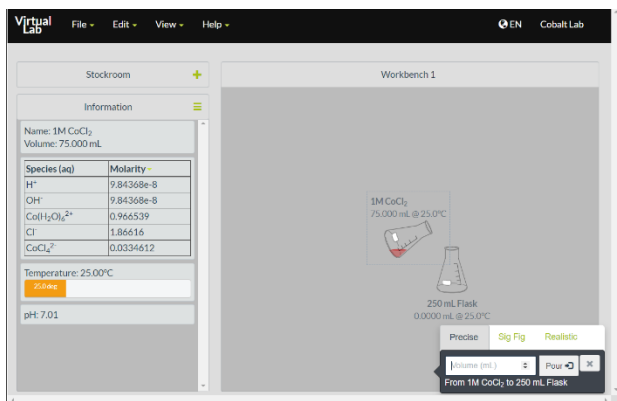 Virtual Lab File Edit View Help EN Cobalt Lab
Stockroom
Information
Name: 1M CoCl₂
Volume: 75.000 mL
Species (aq) Molarity
H⁺ 9.84368e-8
OH⁻ 9.84368e-8
Co(H₂O)₆²⁺ 0.966539
Cl⁻ 1.86616
CoCl₄²⁻ 0.0334612
Temperature: 25.00°C
25.0 deg
pH: 7.01
Workbench 1
1M CoCl₂
75.000 mL @ 25.0°C
250 mL Flask
0.0000 mL @ 25.0°C
Precise Sig Fig Realistic
Volume (mL) Pour
From 1M CoCl₂ to 250 mL Flask